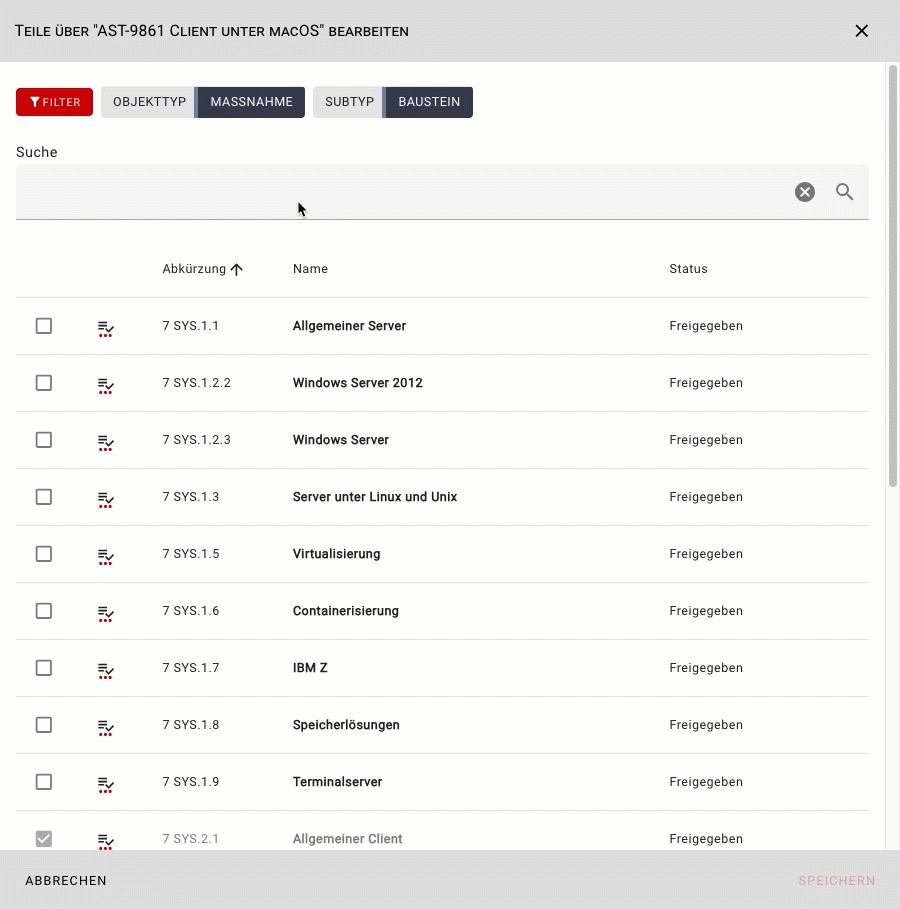 Teile über "AST-9861 Client unter macOS" bearbeiten
FILTER OBJEKTTYP MASSNAHME SUBTYP BAUSTEIN
Suche
Abkürzung Name Status
7 SYS.1.1 Allgemeiner Server Freigegeben
7 SYS.1.2.2 Windows Server 2012 Freigegeben
7 SYS.1.2.3 Windows Server Freigegeben
7 SYS.1.3 Server unter Linux und Unix Freigegeben
7 SYS.1.5 Virtualisierung Freigegeben
7 SYS.1.6 Containerisierung Freigegeben
7 SYS.1.7 IBM Z Freigegeben
7 SYS.1.8 Speicherlösungen Freigegeben
7 SYS.1.9 Terminalserver Freigegeben
7 SYS.2.1 Allgemeiner Client Freigegeben
ABBRECHEN SPEICHERN